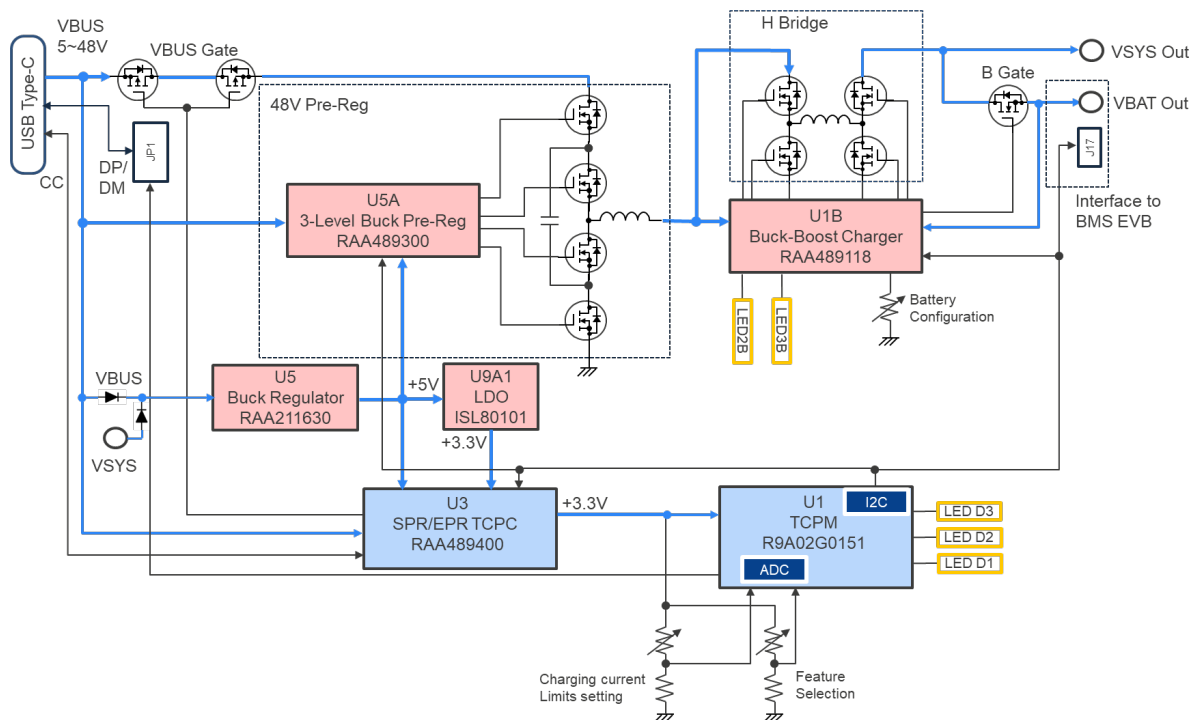 VBUS
5~48V
VBUS Gate
H Bridge
VSYS Out
B Gate
VBAT Out
USB Type-C
48V Pre-Reg
JP1
DP/
DM
CC
J17
U5A
3-Level Buck Pre-Reg
RAA489300
U1B
Buck-Boost Charger
RAA489118
Interface to
BMS EVB
LED2B
LED3B
Battery
Configuration
VBUS
U5
Buck Regulator
RAA211630
+5V
U9A1
LDO
ISL80101
+3.3V
VSYS
U3
SPR/EPR TCPC
RAA489400
+3.3V
U1
TCPM
R9A02G0151
I2C
ADC
LED D3
LED D2
LED D1
Charging current
Limits setting
Feature
Selection